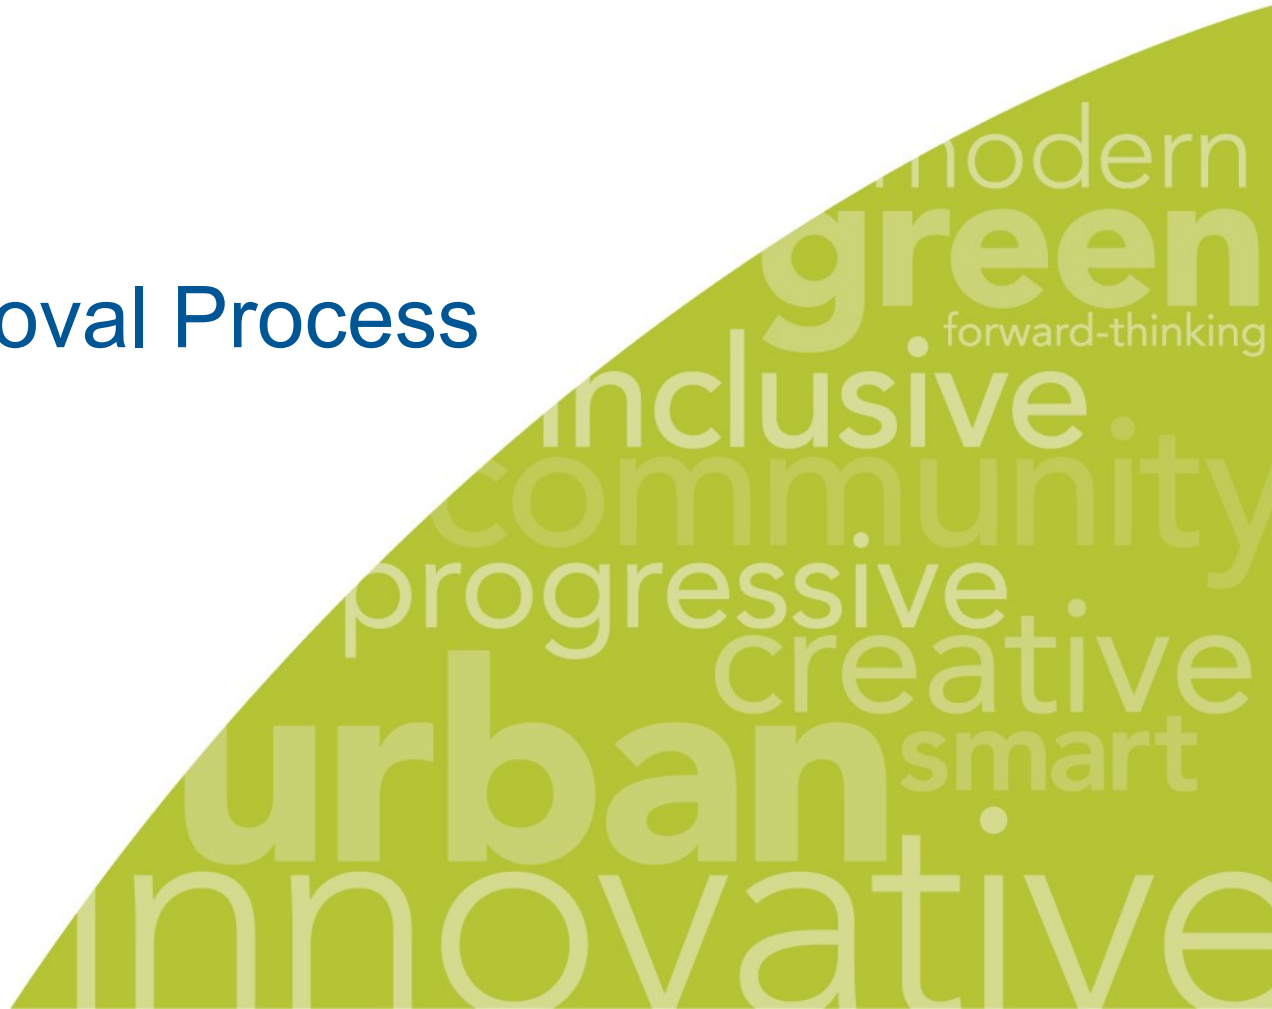 oval Process
modern
green
forward-thinking
inclusive
community
progressive
creative
urban
smart
innovative